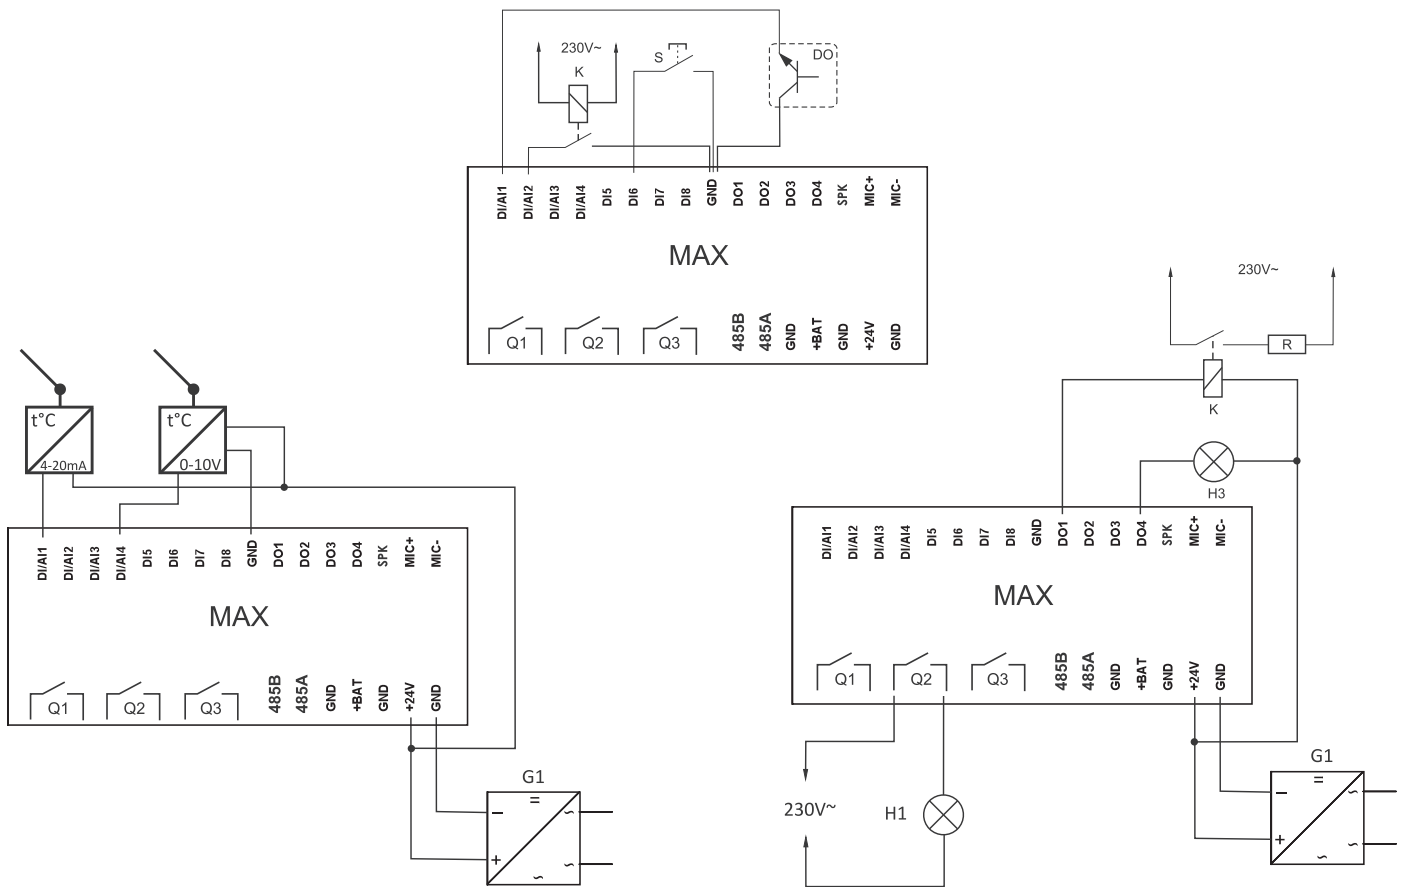 230V~
K
S
DO
DI/AI1 DI/AI2 DI/AI3 DI/AI4 DI5 DI6 DI7 DI8 GND DO1 DO2 DO3 DO4 SPK MIC+ MIC-
MAX
Q1 Q2 Q3 485B 485A GND +BAT GND +24V GND
t°C
4-20mA
t°C
0-10V
DI/AI1 DI/AI2 DI/AI3 DI/AI4 DI5 DI6 DI7 DI8 GND DO1 DO2 DO3 DO4 SPK MIC+ MIC-
MAX
Q1 Q2 Q3 485B 485A GND +BAT GND +24V GND
G1
=
−
~
+
~
~
230V~
R
K
H3
DI/AI1 DI/AI2 DI/AI3 DI/AI4 DI5 DI6 DI7 DI8 GND DO1 DO2 DO3 DO4 SPK MIC+ MIC-
MAX
Q1 Q2 Q3 485B 485A GND +BAT GND +24V GND
230V~
H1
G1
=
−
~
+
~
~